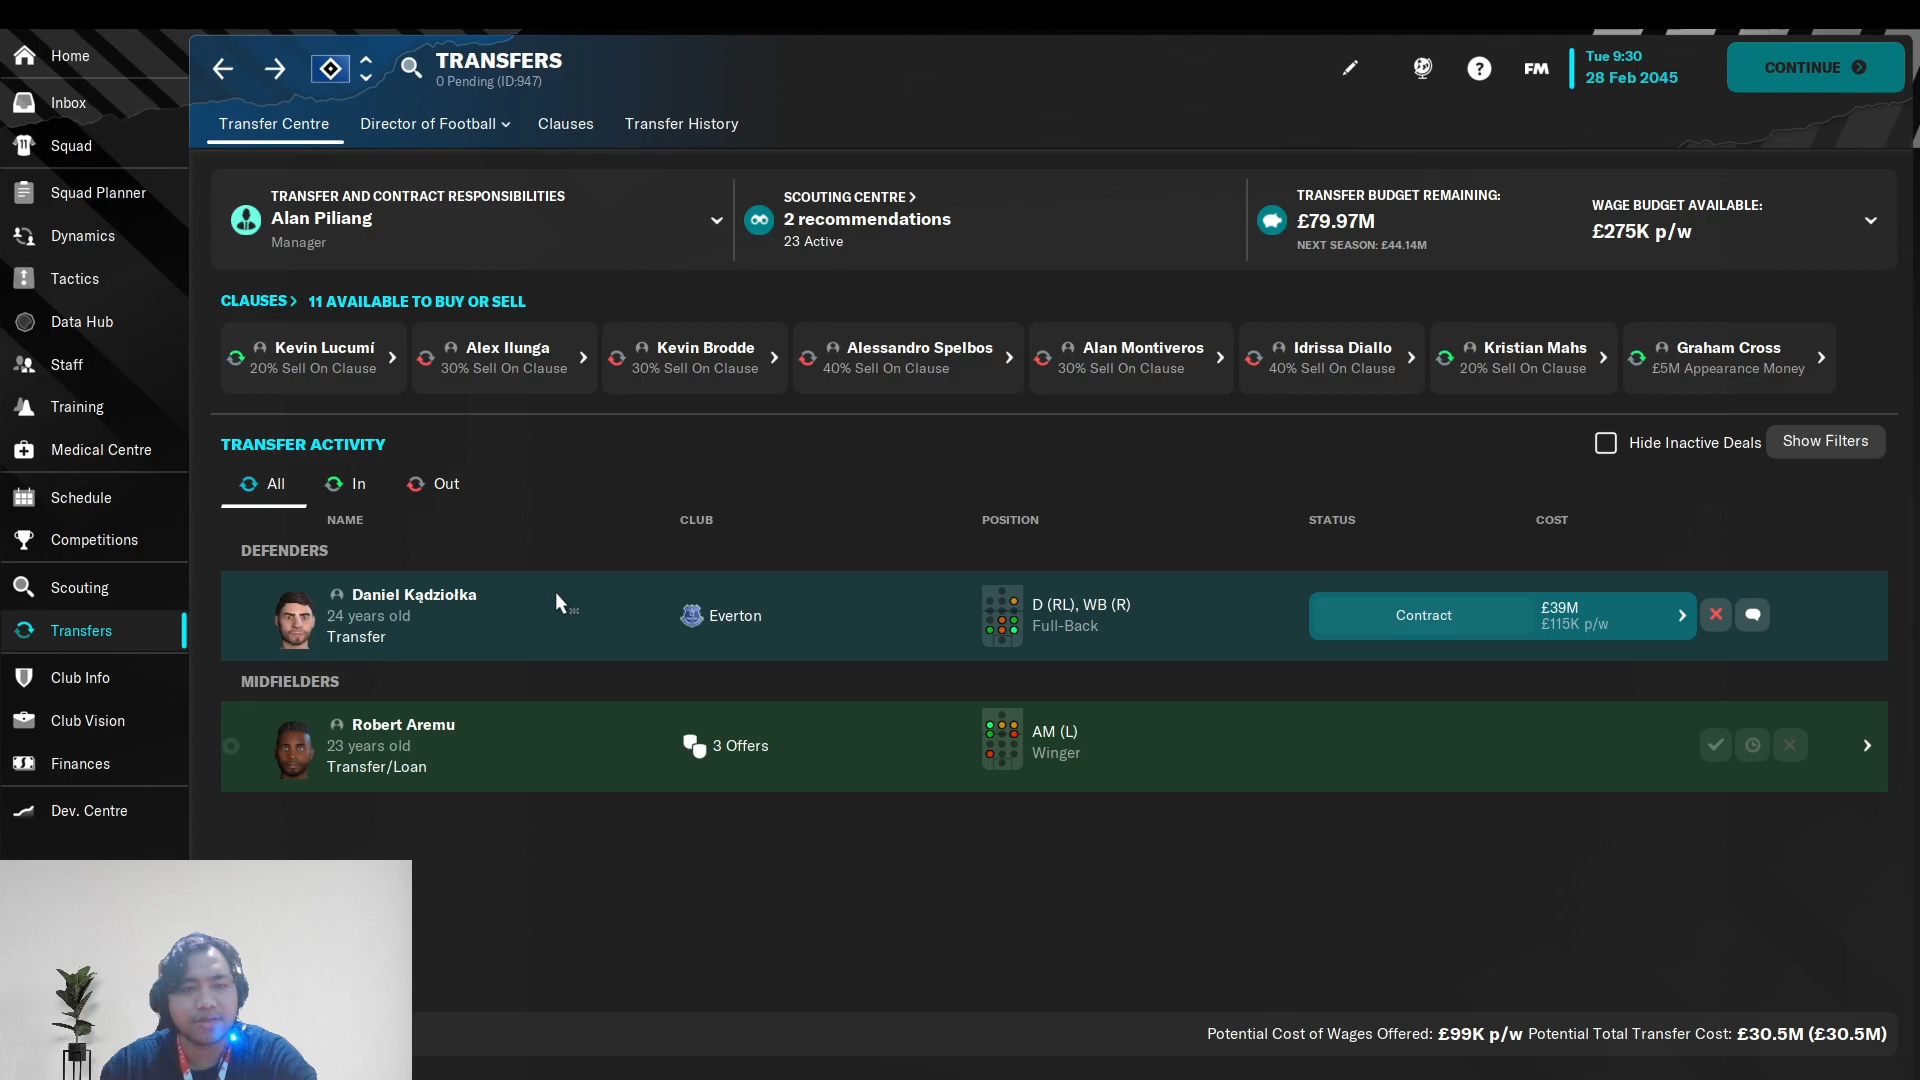 Home
Inbox
Squad
Squad Planner
Dynamics
Tactics
Data Hub
Staff
Training
Medical Centre
Schedule
Competitions
Scouting
Transfers
Club Info
Club Vision
Finances
Dev. Centre
TRANSFERS
0 Pending (ID:947)
FM
Tue 9:30
28 Feb 2045
CONTINUE
Transfer Centre
Director of Football
Clauses
Transfer History
TRANSFER AND CONTRACT RESPONSIBILITIES
Alan Piliang
Manager
SCOUTING CENTRE >
2 recommendations
23 Active
TRANSFER BUDGET REMAINING:
£79.97M
NEXT SEASON: £44.14M
WAGE BUDGET AVAILABLE:
£275K p/w
CLAUSES > 11 AVAILABLE TO BUY OR SELL
Kevin Lucumí
20% Sell On Clause
Alex Ilunga
30% Sell On Clause
Kevin Brodde
30% Sell On Clause
Alessandro Spelbos
40% Sell On Clause
Alan Montiveros
30% Sell On Clause
Idrissa Diallo
40% Sell On Clause
Kristian Mahs
20% Sell On Clause
Graham Cross
£5M Appearance Money
TRANSFER ACTIVITY
Hide Inactive Deals
Show Filters
All
In
Out
NAME
CLUB
POSITION
STATUS
COST
DEFENDERS
Daniel Kądziołka
24 years old
Transfer
Everton
D (RL), WB (R)
Full-Back
Contract
£39M
£115K p/w
MIDFIELDERS
Robert Aremu
23 years old
Transfer/Loan
3 Offers
AM (L)
Winger
Potential Cost of Wages Offered: £99K p/w Potential Total Transfer Cost: £30.5M (£30.5M)